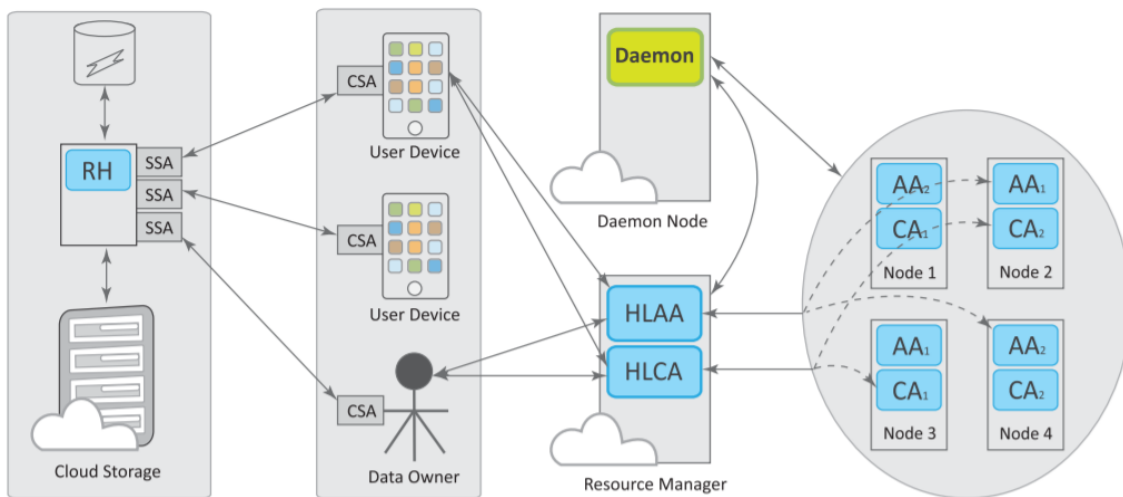 RH
SSA
SSA
SSA
Cloud Storage
CSA
User Device
CSA
User Device
CSA
Data Owner
Daemon
Daemon Node
HLAA
HLCA
Resource Manager
AA₂
CA₁
Node 1
AA₁
CA₂
Node 2
AA₁
CA₁
Node 3
AA₂
CA₂
Node 4